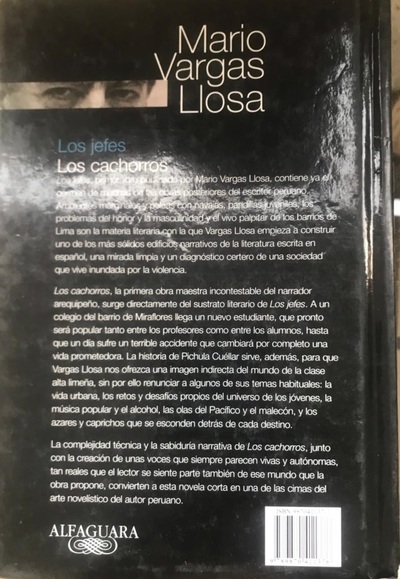 Mario
Vargas
Llosa
Los jefes
Los cachorros
por Mario Vargas Llosa, contiene ya el
posteriores del escritor peruano.
con navajas, pandillas juveniles, los
problemas del honor y la masculinidad y el vivo palpitar de los barrios de
Lima son la materia literaria con la que Vargas Llosa empieza a construir
uno de los más sólidos edificios narrativos de la literatura escrita en
español, una mirada limpia y un diagnóstico certero de una sociedad
que vive inundada por la violencia.
Los cachorros, la primera obra maestra incontestable del narrador
arequipeño, surge directamente del sustrato literario de Los jefes. A un
colegio del barrio de Miraflores llega un nuevo estudiante, que pronto
será popular tanto entre los profesores como entre los alumnos, hasta
que un día sufre un terrible accidente que cambiará por completo una
vida prometedora. La historia de Pichula Cuéllar sirve, además, para que
Vargas Llosa nos ofrezca una imagen indirecta del mundo de la clase
alta limeña, sin por ello renunciar a algunos de sus temas habituales: la
vida urbana, los retos y desafíos propios del universo de los jóvenes, la
música popular y el alcohol, las olas del Pacífico y el malecón, y los
azares y caprichos que se esconden detrás de cada destino.
La complejidad técnica y la sabiduría narrativa de Los cachorros, junto
con la creación de unas voces que siempre parecen vivas y autónomas,
tan reales que el lector se siente parte también de ese mundo que la
obra propone, convierten a esta novela corta en una de las cimas del
arte novelístico del autor peruano.
ALFAGUARA
ISBN